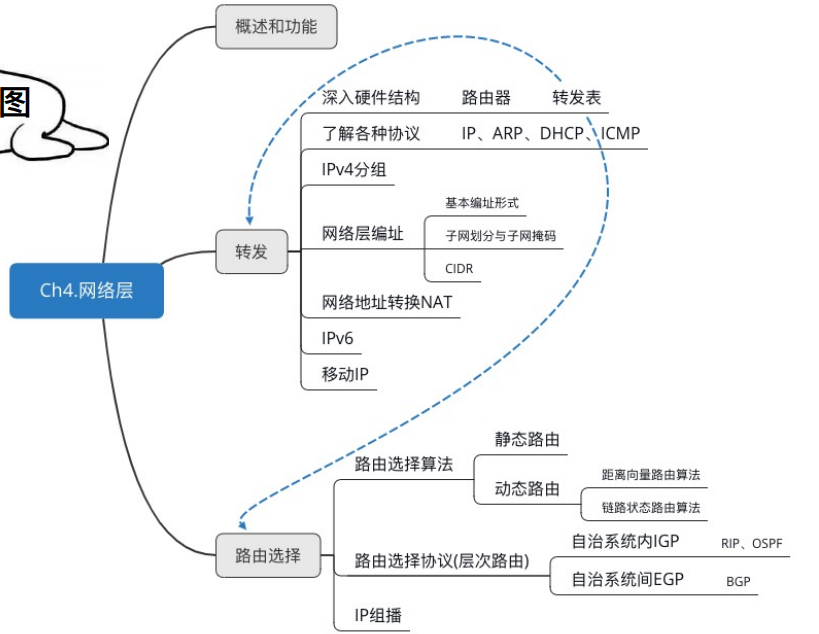 概述和功能
图
深入硬件结构 路由器 转发表
了解各种协议 IP、ARP、DHCP、ICMP
IPv4分组
基本编址形式
网络层编址
子网划分与子网掩码
转发
CIDR
Ch4.网络层
网络地址转换NAT
IPv6
移动IP
静态路由
路由选择算法
距离向量路由算法
动态路由
链路状态路由算法
自治系统内IGP RIP、OSPF
路由选择
路由选择协议(层次路由)
自治系统间EGP BGP
IP组播